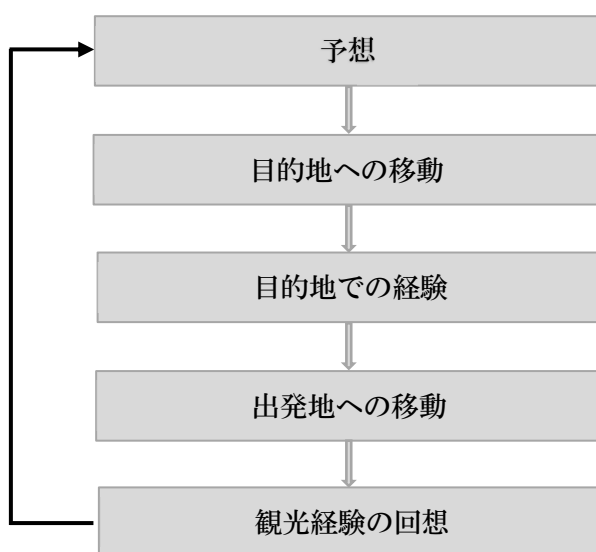 予想
目的地への移動
目的地での経験
出発地への移動
観光経験の回想